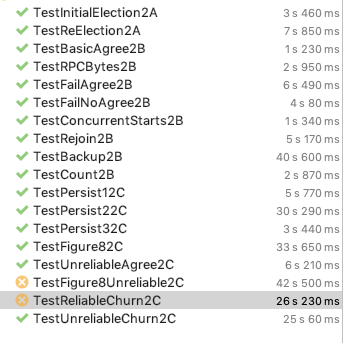 TestInitialElection2A 3 s 460 ms
TestReElection2A 7 s 850 ms
TestBasicAgree2B 1 s 230 ms
TestRPCBytes2B 2 s 950 ms
TestFailAgree2B 6 s 490 ms
TestFailNoAgree2B 4 s 80 ms
TestConcurrentStarts2B 1 s 340 ms
TestRejoin2B 5 s 170 ms
TestBackup2B 40 s 600 ms
TestCount2B 2 s 870 ms
TestPersist12C 5 s 770 ms
TestPersist22C 30 s 290 ms
TestPersist32C 3 s 440 ms
TestFigure82C 33 s 650 ms
TestUnreliableAgree2C 6 s 210 ms
TestFigure8Unreliable2C 42 s 500 ms
TestReliableChurn2C 26 s 230 ms
TestUnreliableChurn2C 25 s 60 ms